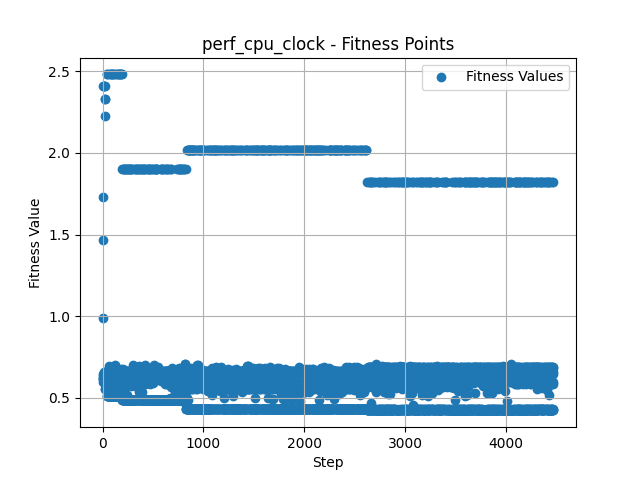 perf_cpu_clock - Fitness Points
Fitness Values
Fitness Value
2.5
2.0
1.5
1.0
0.5
0
1000
2000
3000
4000
Step